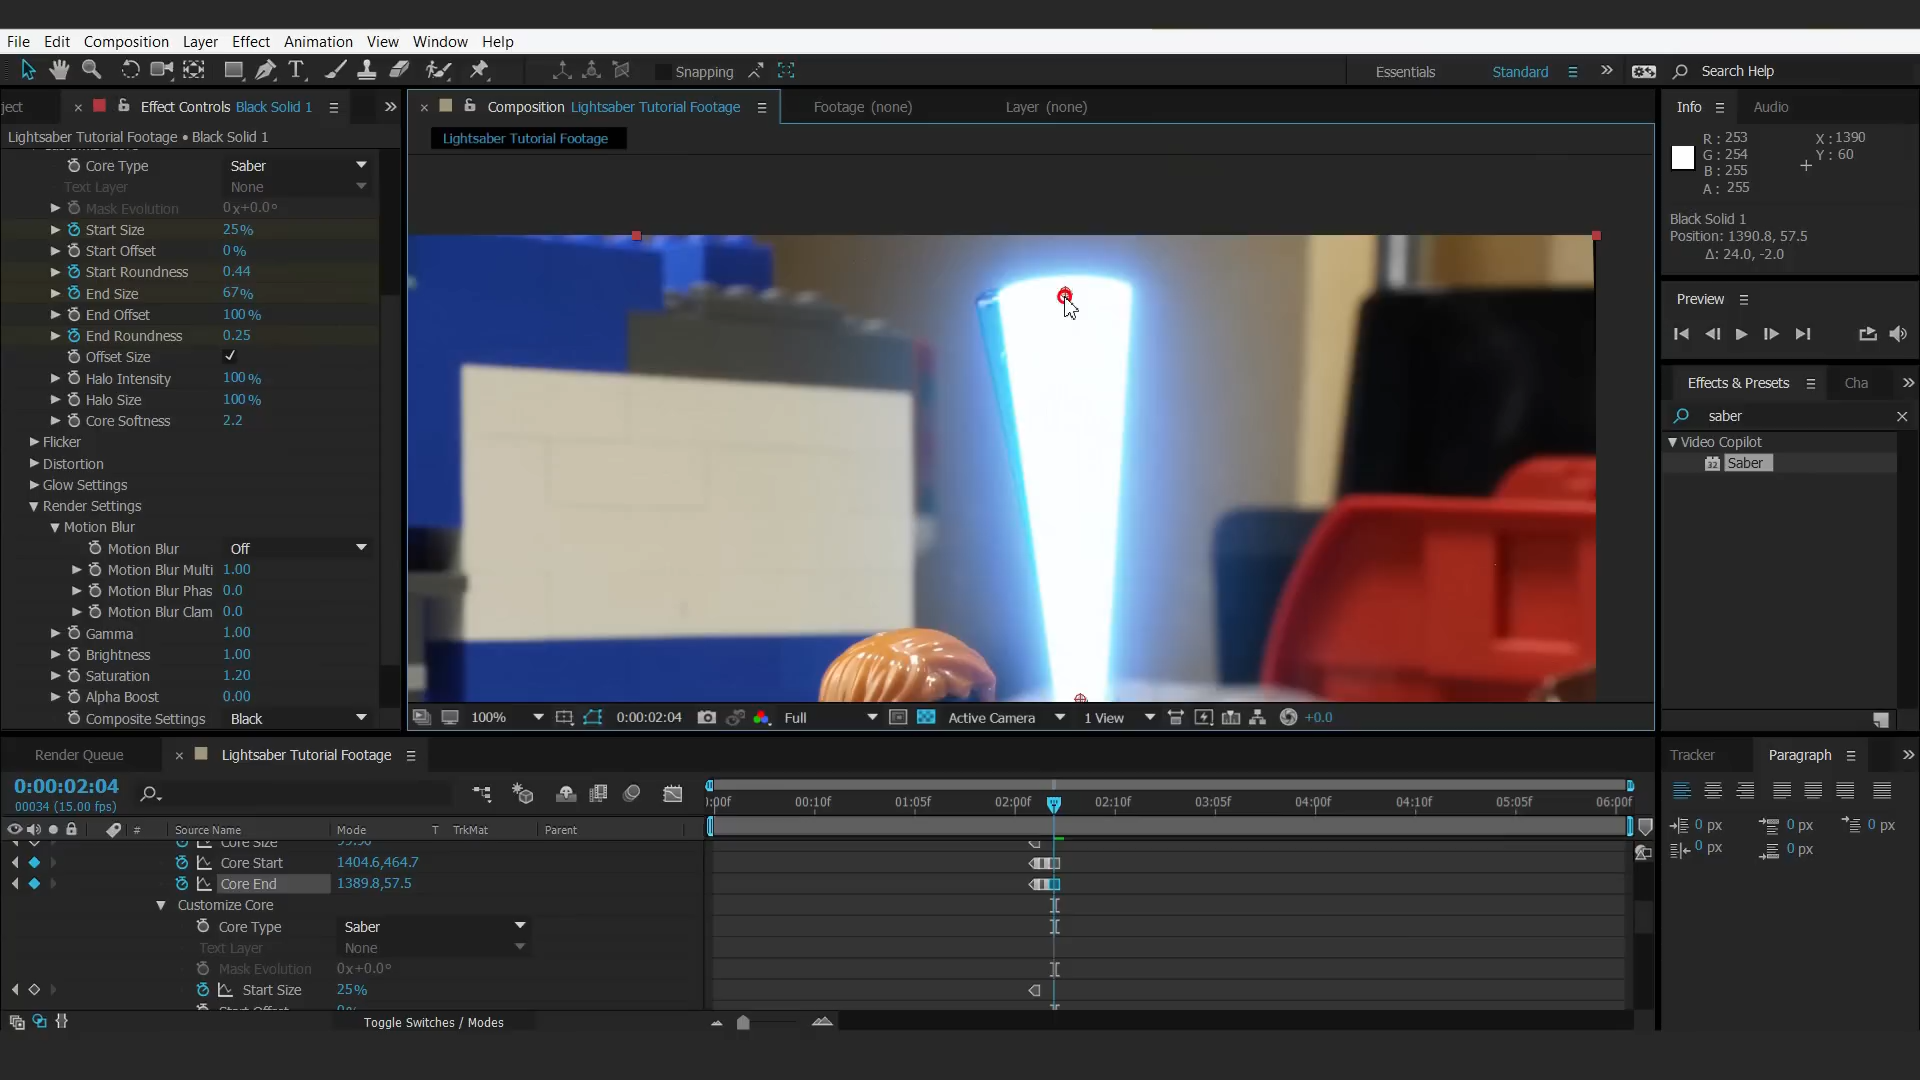 File Edit Composition Layer Effect Animation View Window Help
Snapping Essentials Standard Search Help
ject Effect Controls Black Solid 1 Composition Lightsaber Tutorial Footage Footage (none) Layer (none) Info Audio
Lightsaber Tutorial Footage • Black Solid 1
Lightsaber Tutorial Footage
Core Type Saber
Text Layer None
Mask Evolution 0x+0.0°
Start Size 25%
Start Offset 0%
Start Roundness 0.44
End Size 67%
End Offset 100%
End Roundness 0.25
Offset Size
Halo Intensity 100%
Halo Size 100%
Core Softness 2.2
Flicker
Distortion
Glow Settings
Render Settings
Motion Blur
Motion Blur Off
Motion Blur Multi 1.00
Motion Blur Phas 0.0
Motion Blur Clam 0.0
Gamma 1.00
Brightness 1.00
Saturation 1.20
Alpha Boost 0.00
Composite Settings Black
100% 0:00:02:04 Full Active Camera 1 View +0.0
R : 253 X : 1390
G : 254 Y : 60
B : 255
A : 255
Black Solid 1
Position: 1390.8, 57.5
Δ: 24.0, -2.0
Preview
Effects & Presets Cha
saber
Video Copilot
32 Saber
Render Queue Lightsaber Tutorial Footage
0:00:02:04
00034 (15.00 fps)
:00f 00:10f 01:05f 02:00f 02:10f 03:05f 04:00f 04:10f 05:05f 06:00f
# Source Name Mode T TrkMat Parent
Core Size 99.90
Core Start 1404.6,464.7
Core End 1389.8,57.5
Customize Core
Core Type Saber
Text Layer None
Mask Evolution 0x+0.0°
Start Size 25%
Start Offset 0%
Toggle Switches / Modes
Tracker Paragraph
0 px 0 px 0 px
0 px 0 px